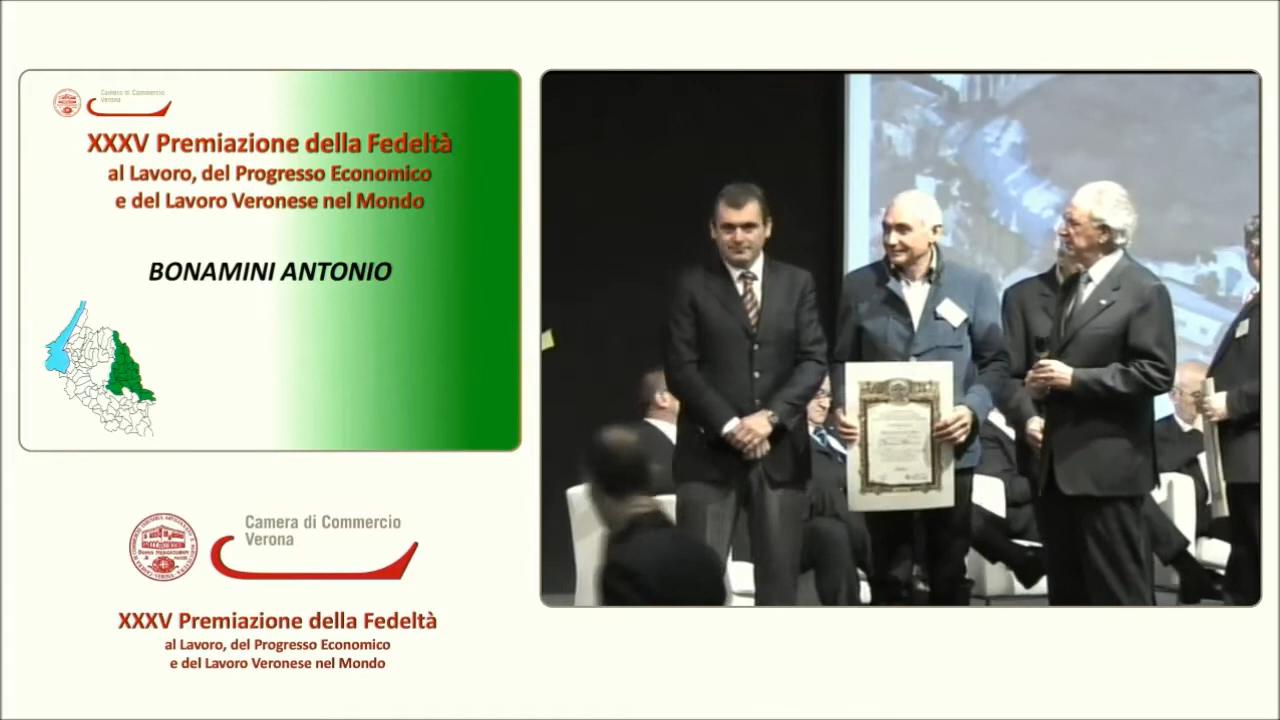 Camera di Commercio
Verona
XXXV Premiazione della Fedeltà
al Lavoro, del Progresso Economico
e del Lavoro Veronese nel Mondo
BONAMINI ANTONIO
Camera di Commercio
Verona
XXXV Premiazione della Fedeltà
al Lavoro, del Progresso Economico
e del Lavoro Veronese nel Mondo